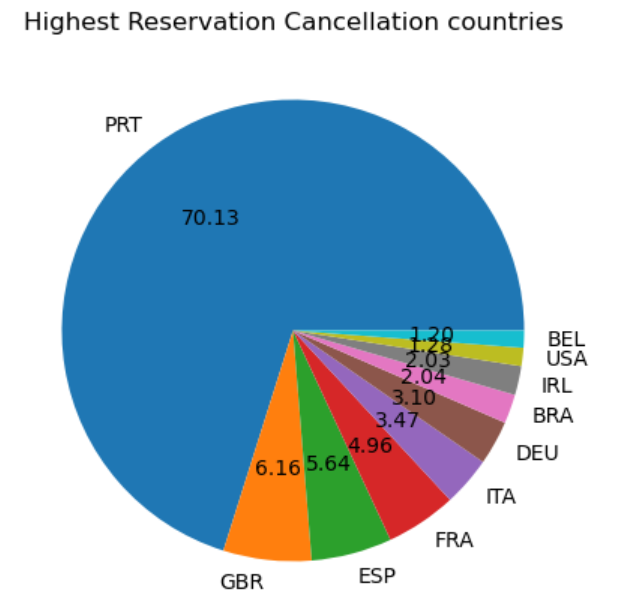 Highest Reservation Cancellation countries
PRT
70.13
1.20
BEL
1.28
USA
2.03
IRL
2.04
BRA
3.10
DEU
3.47
ITA
4.96
FRA
5.64
ESP
6.16
GBR